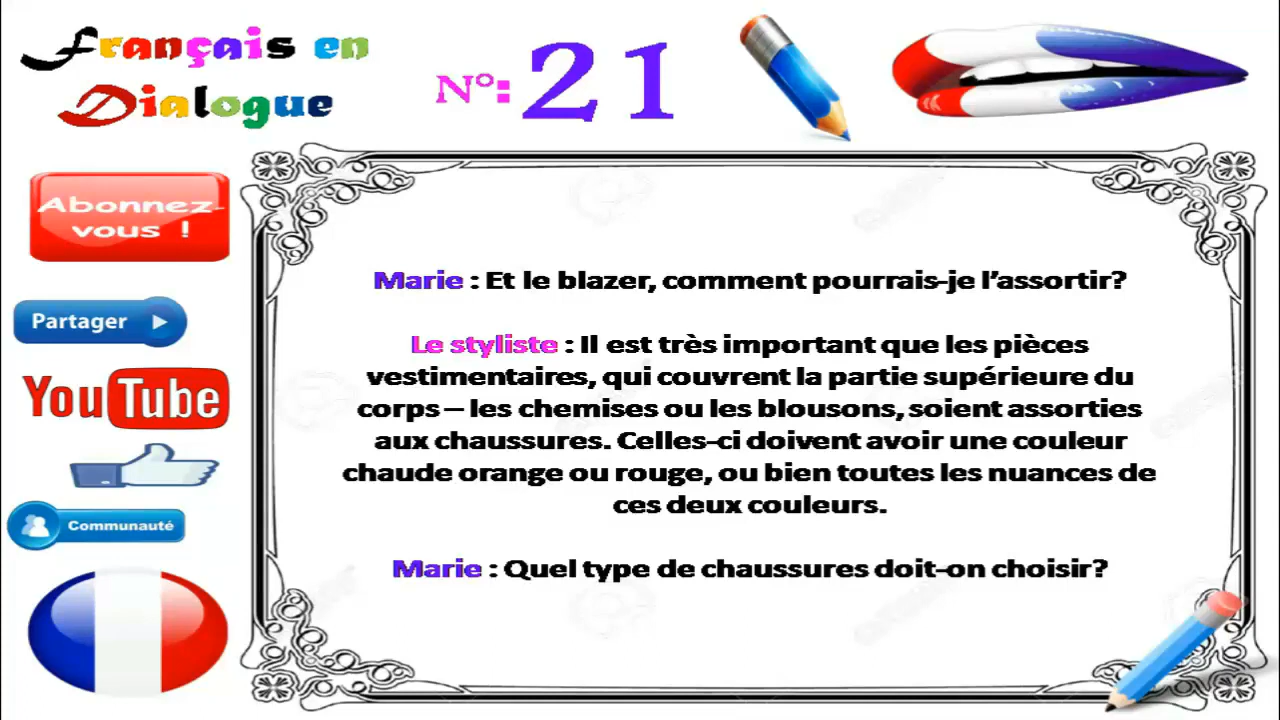 Français en
Dialogue
N°: 21
Abonnez-
vous !
Partager
YouTube
Communauté
Marie : Et le blazer, comment pourrais-je l’assortir?
Le styliste : Il est très important que les pièces
vestimentaires, qui couvrent la partie supérieure du
corps – les chemises ou les blousons, soient assorties
aux chaussures. Celles-ci doivent avoir une couleur
chaude orange ou rouge, ou bien toutes les nuances de
ces deux couleurs.
Marie : Quel type de chaussures doit-on choisir?